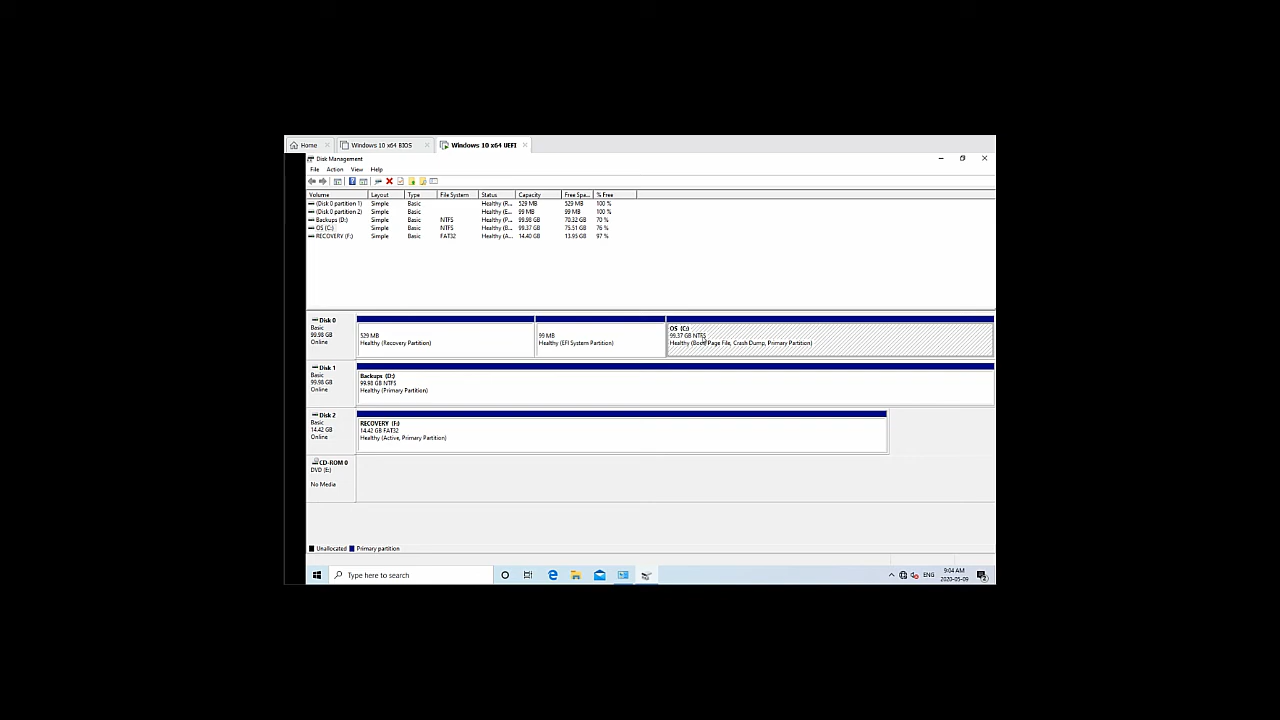 Home Windows 10 x64 BIOS Windows 10 x64 UEFI
Disk Management
File Action View Help
Volume Layout Type File System Status Capacity Free Spa... % Free
(Disk 0 partition 1) Simple Basic Healthy (R... 529 MB 529 MB 100 %
(Disk 0 partition 2) Simple Basic Healthy (E... 99 MB 99 MB 100 %
Backups (D:) Simple Basic NTFS Healthy (P... 99.98 GB 70.32 GB 70 %
OS (C:) Simple Basic NTFS Healthy (B... 99.37 GB 75.51 GB 76 %
RECOVERY (F:) Simple Basic FAT32 Healthy (A... 14.40 GB 13.95 GB 97 %
Disk 0
Basic
99.98 GB
Online
529 MB
Healthy (Recovery Partition)
99 MB
Healthy (EFI System Partition)
OS (C:)
99.37 GB NTFS
Healthy (Boot, Page File, Crash Dump, Primary Partition)
Disk 1
Basic
99.98 GB
Online
Backups (D:)
99.98 GB NTFS
Healthy (Primary Partition)
Disk 2
Basic
14.42 GB
Online
RECOVERY (F:)
14.42 GB FAT32
Healthy (Active, Primary Partition)
CD-ROM 0
DVD (E:)
No Media
Unallocated Primary partition
Type here to search
ENG
9:04 AM
2020-05-09